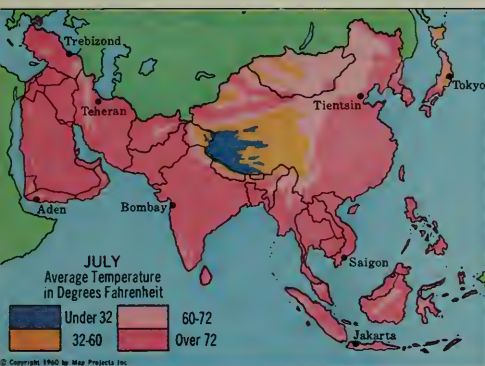 Trebizond
Tokyo
Teheran
Tientsin
Aden
Bombay
Saigon
JULY
Average Temperature
in Degrees Fahrenheit
Under 32
60-72
32-60
Over 72
Jakarta
© Copyright 1960 by Map Projects Inc